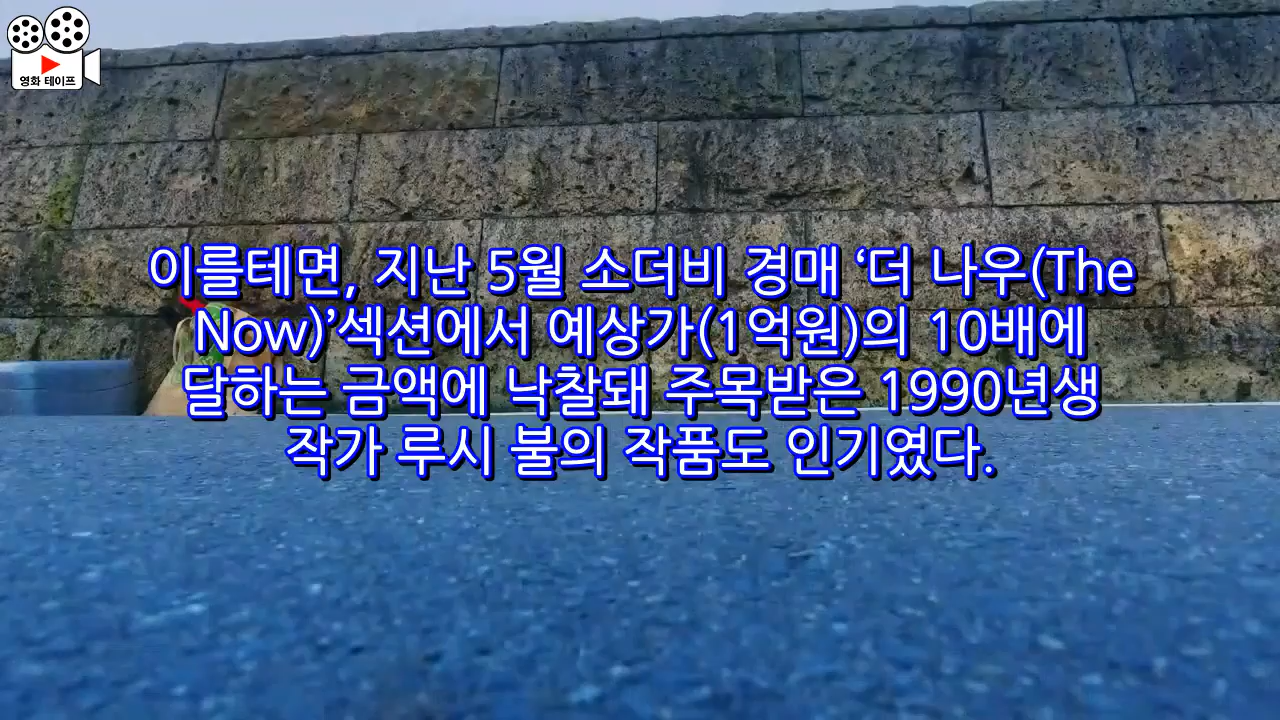 영화 테이프
이를테면, 지난 5월 소더비 경매 ‘더 나우(The
Now)’섹션에서 예상가(1억원)의 10배에
달하는 금액에 낙찰돼 주목받은 1990년생
작가 루시 불의 작품도 인기였다.